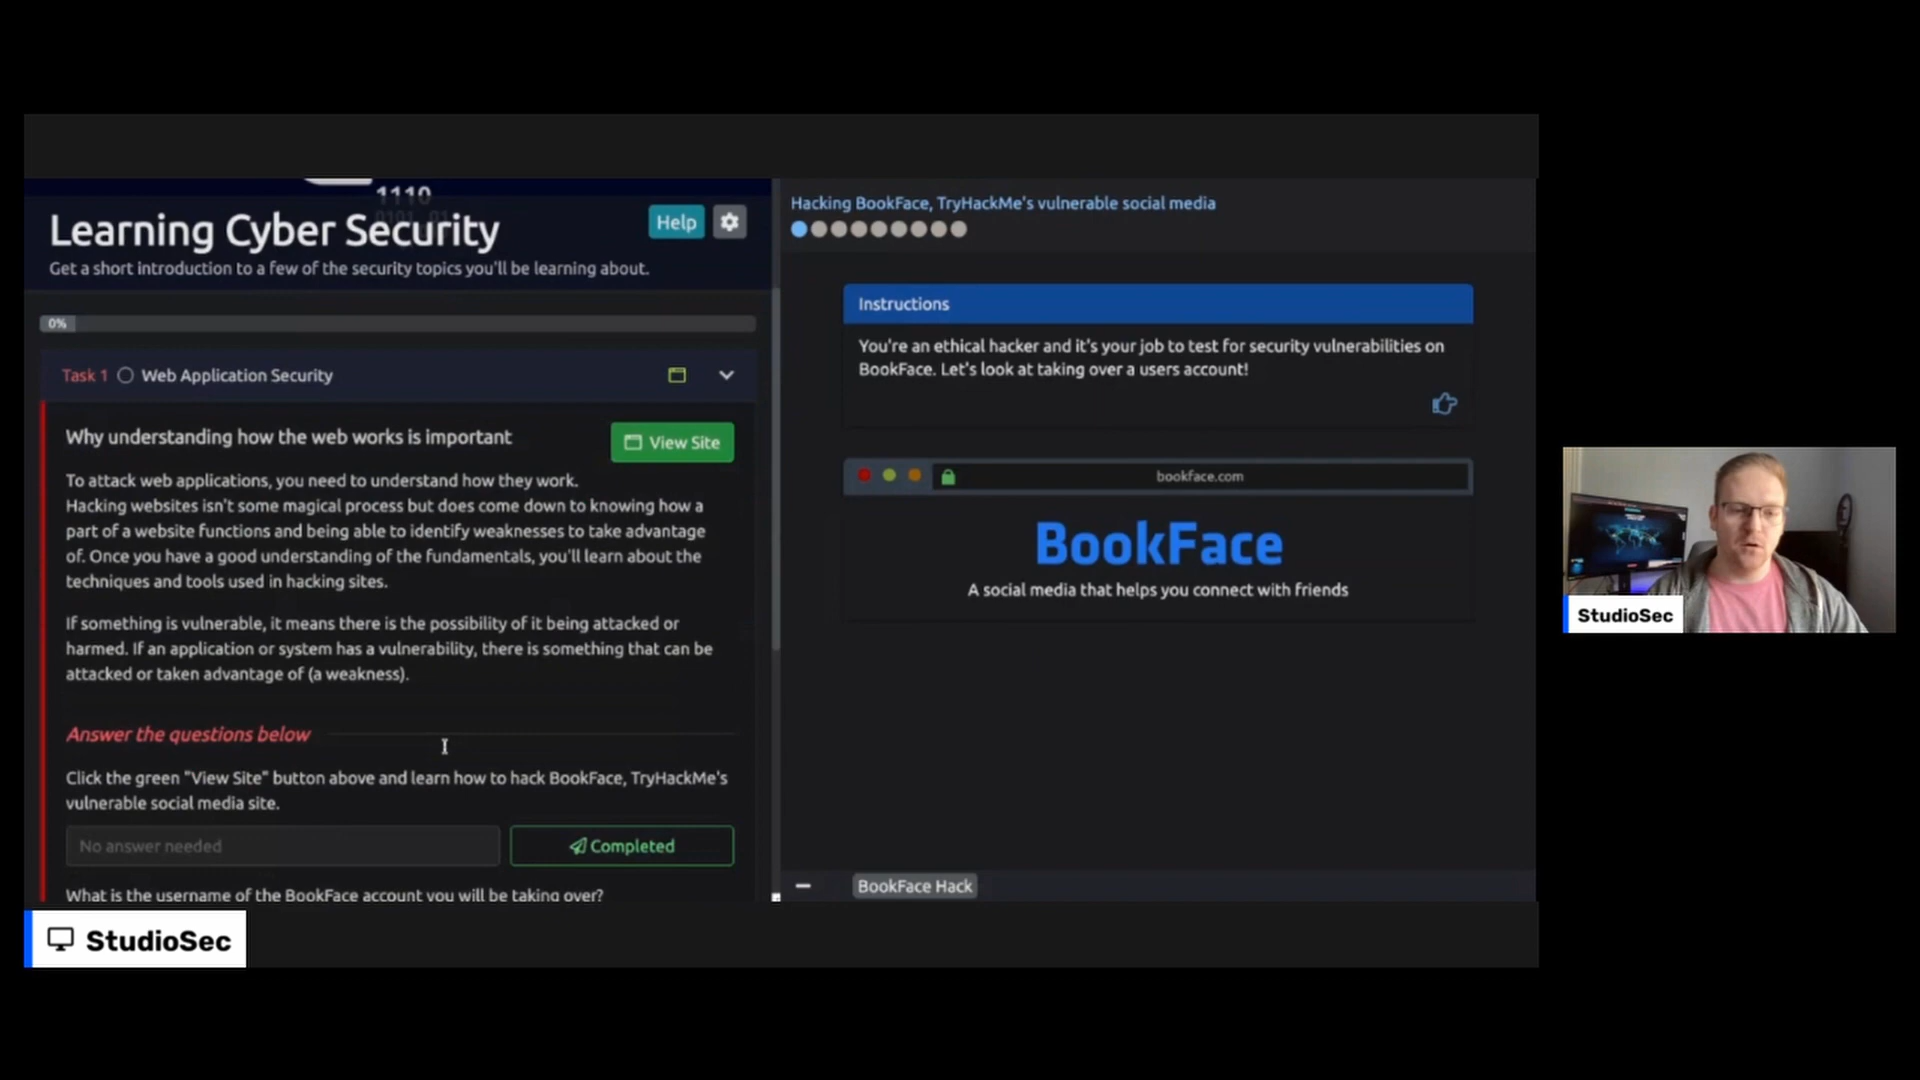 1110
Learning Cyber Security
Help
Get a short introduction to a few of the security topics you'll be learning about.
0%
Task 1
Web Application Security
Why understanding how the web works is important
View Site
To attack web applications, you need to understand how they work.
Hacking websites isn't some magical process but does come down to knowing how a
part of a website functions and being able to identify weaknesses to take advantage
of. Once you have a good understanding of the fundamentals, you'll learn about the
techniques and tools used in hacking sites.
If something is vulnerable, it means there is the possibility of it being attacked or
harmed. If an application or system has a vulnerability, there is something that can be
attacked or taken advantage of (a weakness).
Answer the questions below
Click the green "View Site" button above and learn how to hack BookFace, TryHackMe's
vulnerable social media site.
No answer needed
Completed
What is the username of the BookFace account you will be taking over?
StudioSec
Hacking BookFace, TryHackMe's vulnerable social media
Instructions
You're an ethical hacker and it's your job to test for security vulnerabilities on
BookFace. Let's look at taking over a users account!
bookface.com
BookFace
A social media that helps you connect with friends
BookFace Hack
StudioSec